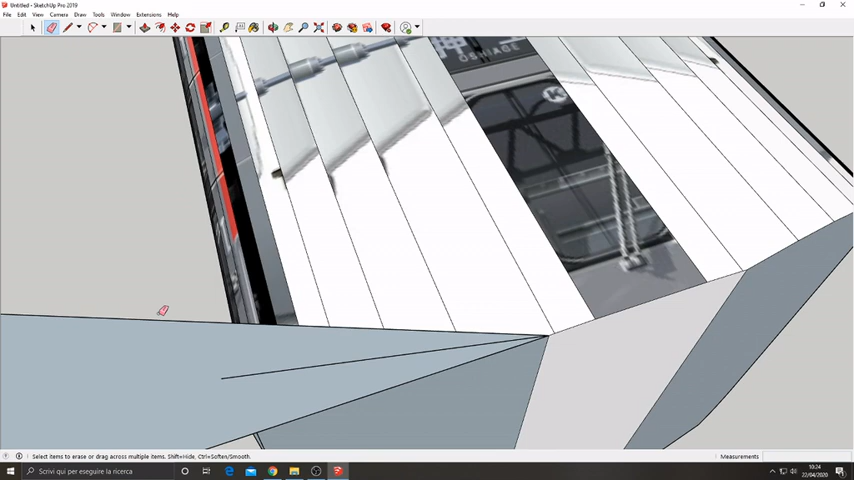 Untitled - SketchUp Pro 2019
File Edit View Camera Draw Tools Window Extensions Help
OSHIAGE
K
Select items to erase or drag across multiple items. Shift=Hide, Ctrl=Soften/Smooth.
Measurements
Scrivi qui per eseguire la ricerca
10:24
22/04/2020